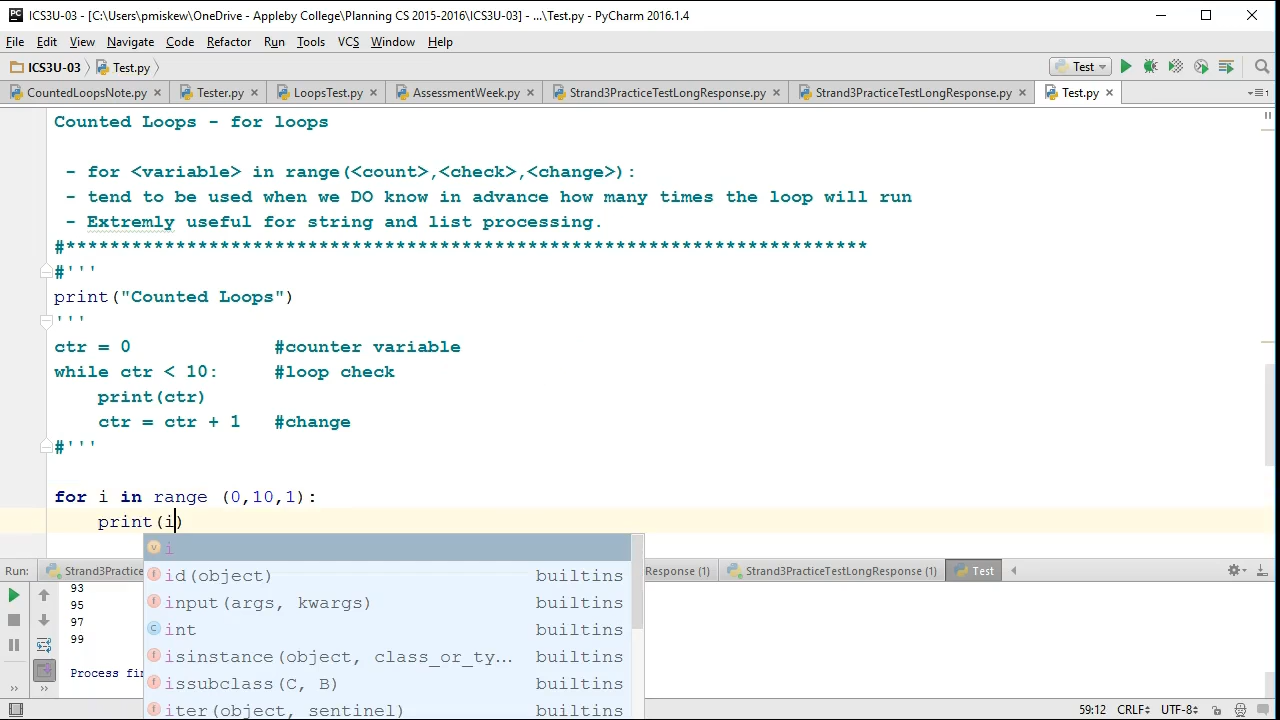 ICS3U-03 - [C:\Users\pmiskew\OneDrive - Appleby College\Planning CS 2015-2016\ICS3U-03] - ...\Test.py - PyCharm 2016.1.4
File Edit View Navigate Code Refactor Run Tools VCS Window Help
ICS3U-03 Test.py Test
CountedLoopsNote.py Tester.py LoopsTest.py AssessmentWeek.py Strand3PracticeTestLongResponse.py Strand3PracticeTestLongResponse.py Test.py
Counted Loops - for loops
- for <variable> in range(<count>,<check>,<change>):
- tend to be used when we DO know in advance how many times the loop will run
- Extremly useful for string and list processing.
#*************************************************************************
#'''
print("Counted Loops")
'''
ctr = 0 #counter variable
while ctr < 10: #loop check
print(ctr)
ctr = ctr + 1 #change
#'''
for i in range (0,10,1):
print(i)
i
id(object) builtins
input(args, kwargs) builtins
int builtins
isinstance(object, class_or_ty... builtins
issubclass(C, B) builtins
iter(object, sentinel) builtins
Run: Strand3Practice Response (1) Strand3PracticeTestLongResponse (1) Test
93
95
97
99
Process fin
59:12 CRLF UTF-8